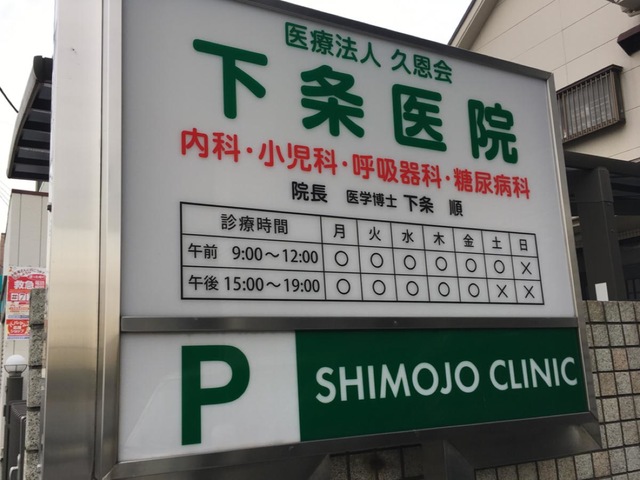 医療法人 久恩会
下条医院
内科・小児科・呼吸器科・糖尿病科
院長 医学博士 下条 順
診療時間 月 火 水 木 金 土 日
午前 9:00〜12:00 ○ ○ ○ ○ ○ ○ ×
午後 15:00〜19:00 ○ ○ ○ ○ ○ × ×
P SHIMOJO CLINIC
救急